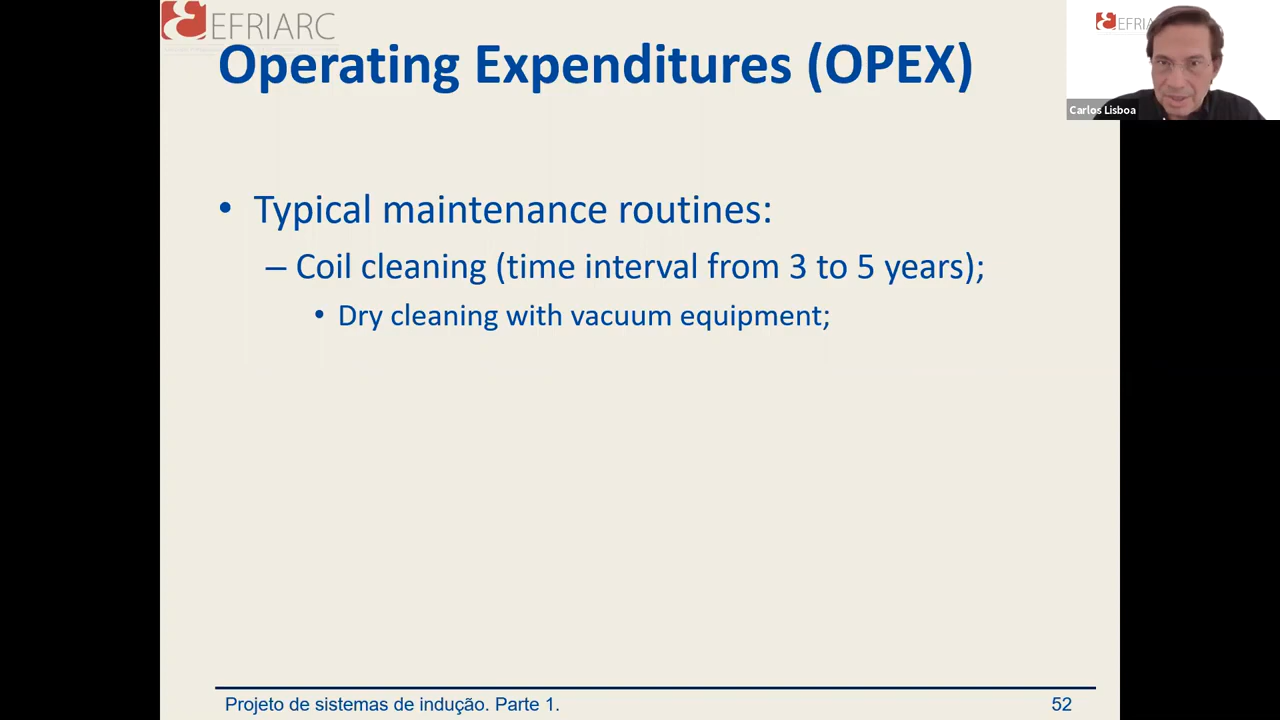 EFRIARC
Operating Expenditures (OPEX)
EFRIA
Carlos Lisboa
• Typical maintenance routines:
– Coil cleaning (time interval from 3 to 5 years);
• Dry cleaning with vacuum equipment;
Projeto de sistemas de indução. Parte 1.
52